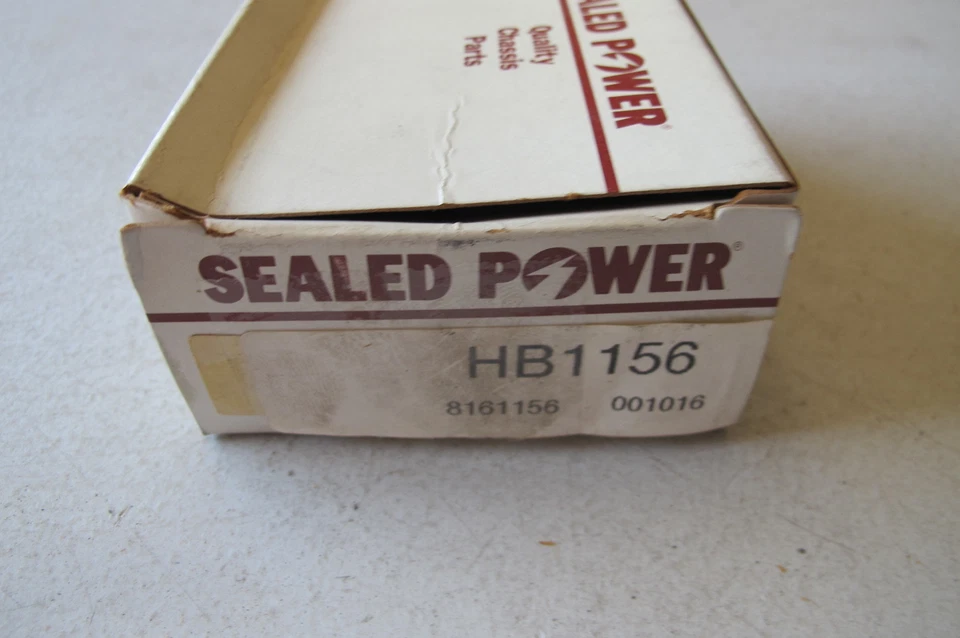 Quality
Chassis
Parts
ALED POWER
SEALED POWER®
HB1156
8161156 001016